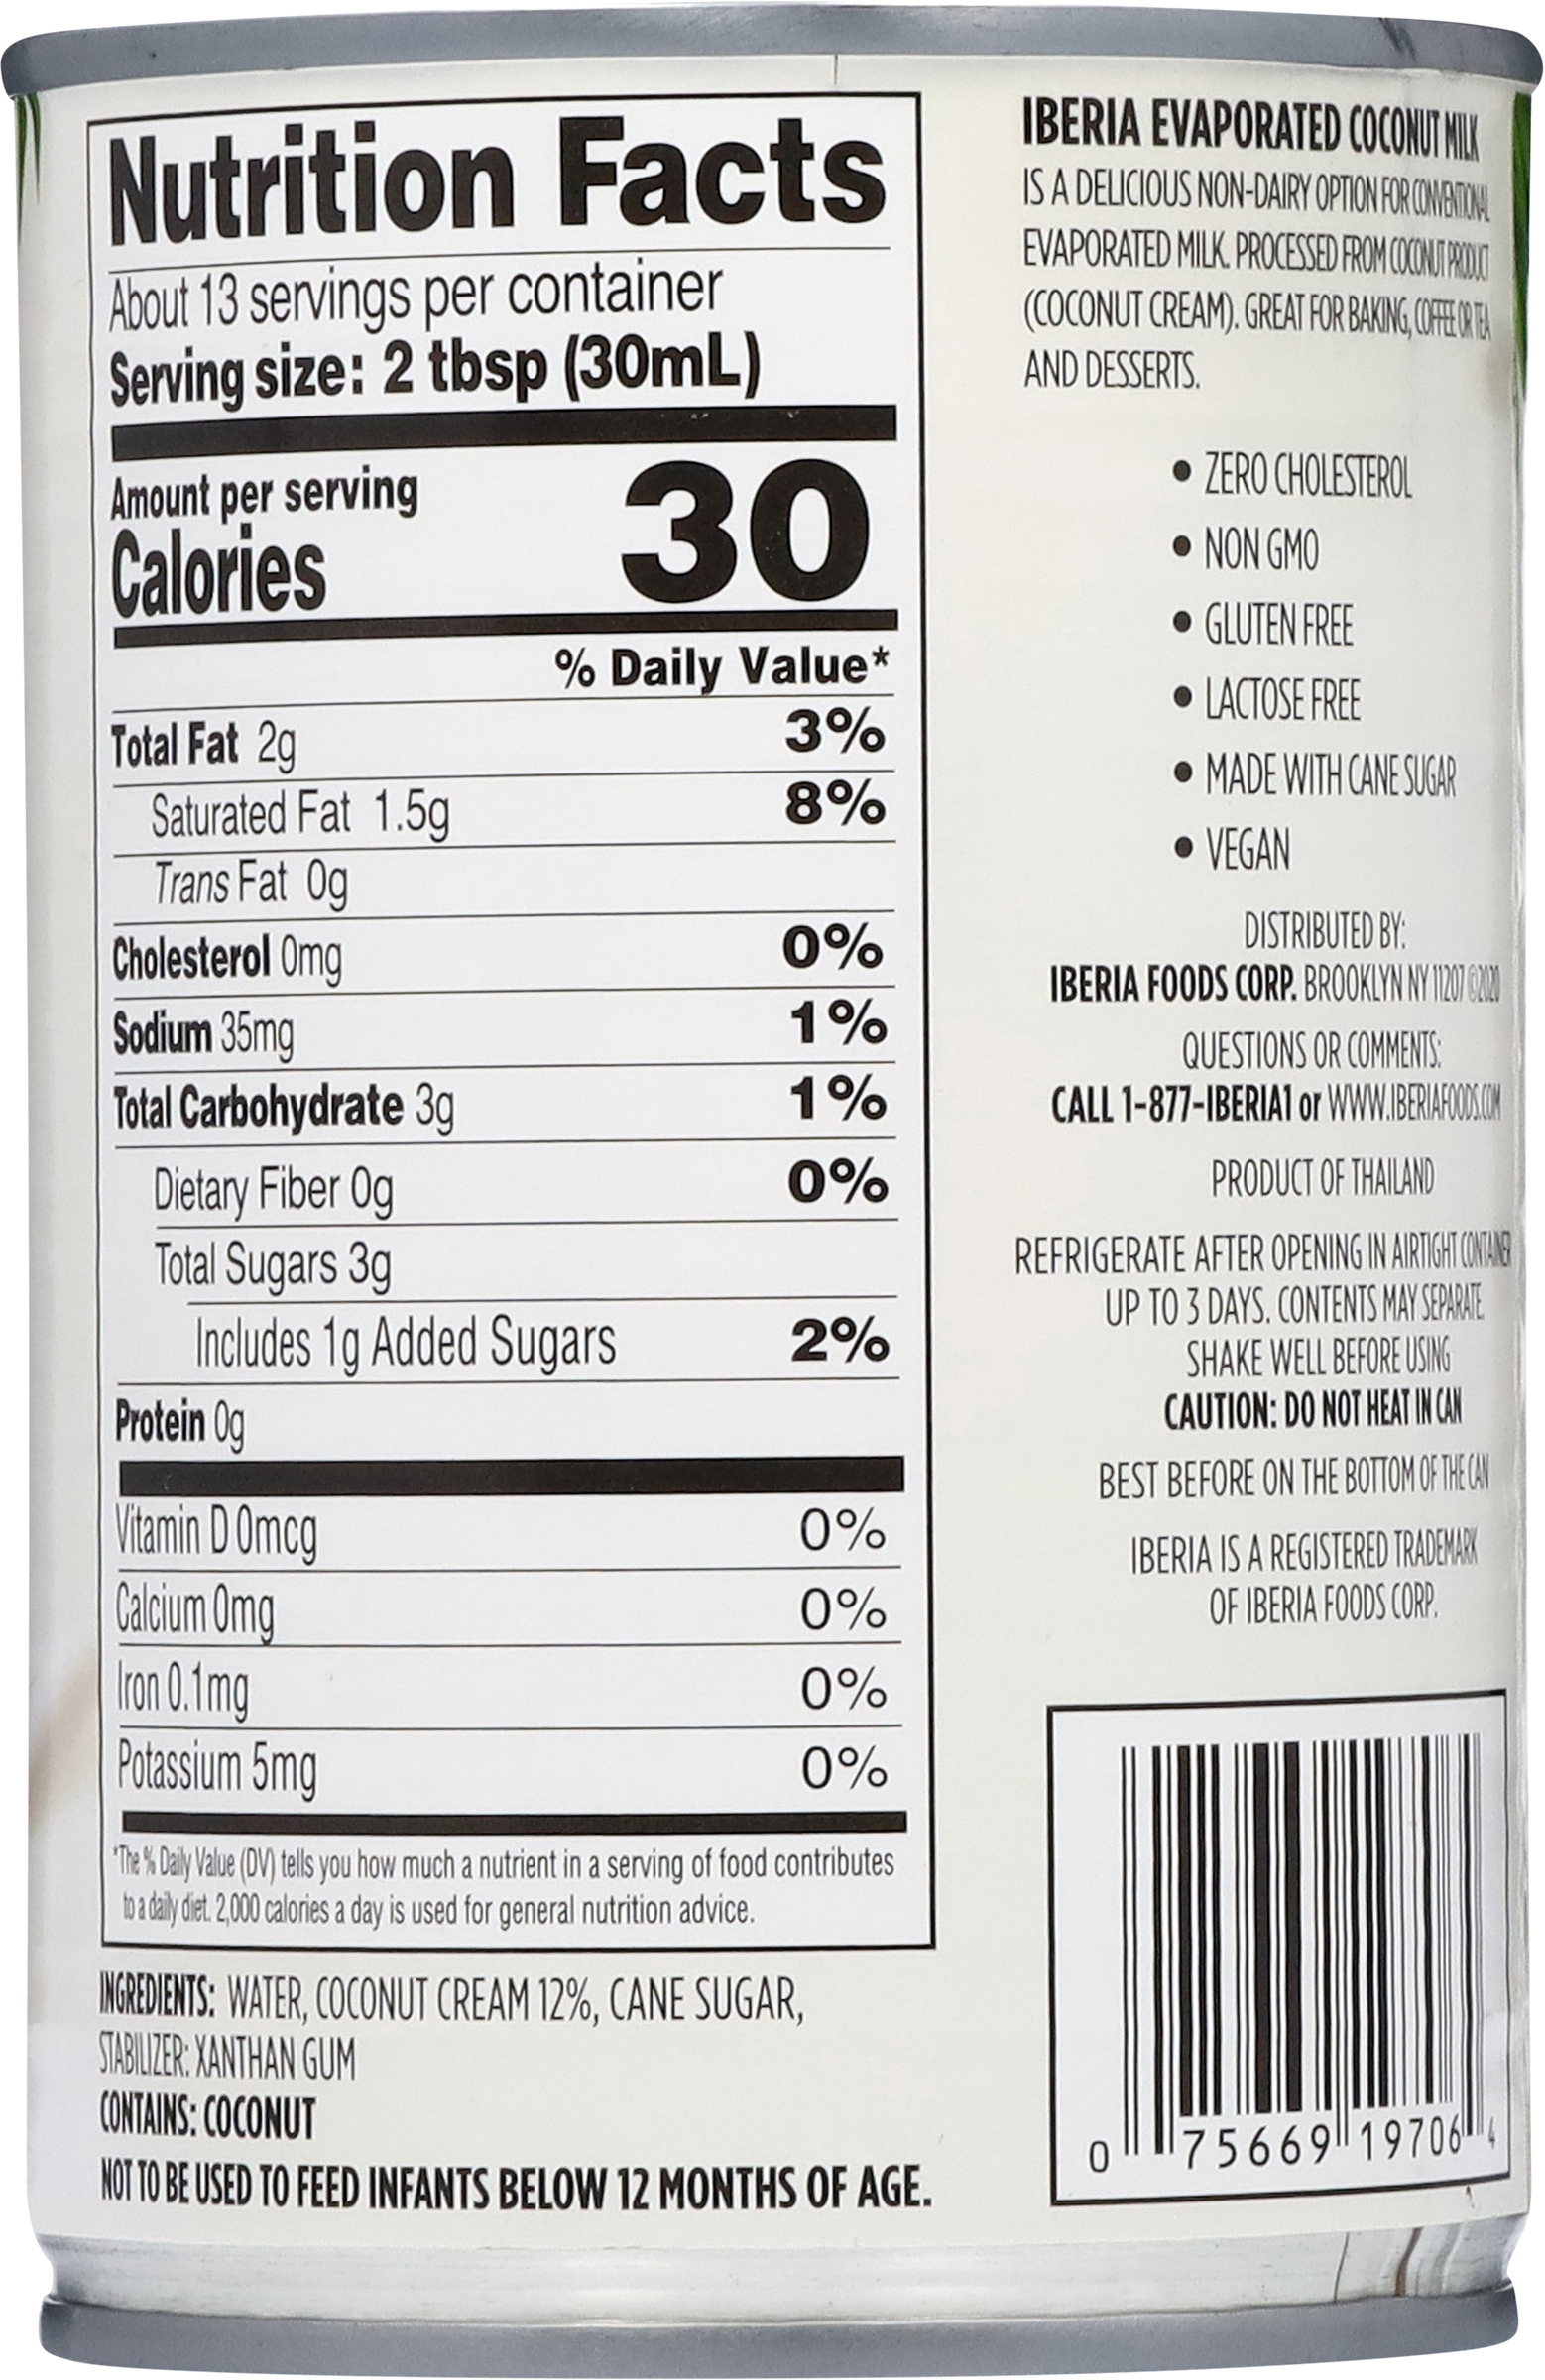 Nutrition Facts
About 13 servings per container
Serving size: 2 tbsp (30mL)
Amount per serving
Calories 30
% Daily Value*
Total Fat 2g 3%
Saturated Fat 1.5g 8%
Trans Fat 0g
Cholesterol 0mg 0%
Sodium 35mg 1%
Total Carbohydrate 3g 1%
Dietary Fiber 0g 0%
Total Sugars 3g
Includes 1g Added Sugars 2%
Protein 0g
Vitamin D 0mcg 0%
Calcium 0mg 0%
Iron 0.1mg 0%
Potassium 5mg 0%
*The % Daily Value (DV) tells you how much a nutrient in a serving of food contributes
to a daily diet. 2,000 calories a day is used for general nutrition advice.
INGREDIENTS: WATER, COCONUT CREAM 12%, CANE SUGAR,
STABILIZER: XANTHAN GUM
CONTAINS: COCONUT
NOT TO BE USED TO FEED INFANTS BELOW 12 MONTHS OF AGE.
IBERIA EVAPORATED COCONUT MILK
IS A DELICIOUS NON-DAIRY OPTION FOR CONVENTIONAL
EVAPORATED MILK. PROCESSED FROM COCONUT PRODUCT
(COCONUT CREAM). GREAT FOR BAKING, COFFEE OR TEA
AND DESSERTS.
• ZERO CHOLESTEROL
• NON GMO
• GLUTEN FREE
• LACTOSE FREE
• MADE WITH CANE SUGAR
• VEGAN
DISTRIBUTED BY:
IBERIA FOODS CORP. BROOKLYN NY 11207 ©2020
QUESTIONS OR COMMENTS:
CALL 1-877-IBERIA1 or WWW.IBERIAFOODS.COM
PRODUCT OF THAILAND
REFRIGERATE AFTER OPENING IN AIRTIGHT CONTAINER
UP TO 3 DAYS. CONTENTS MAY SEPARATE.
SHAKE WELL BEFORE USING
CAUTION: DO NOT HEAT IN CAN
BEST BEFORE ON THE BOTTOM OF THE CAN
IBERIA IS A REGISTERED TRADEMARK
OF IBERIA FOODS CORP.
0 75669 19706 4